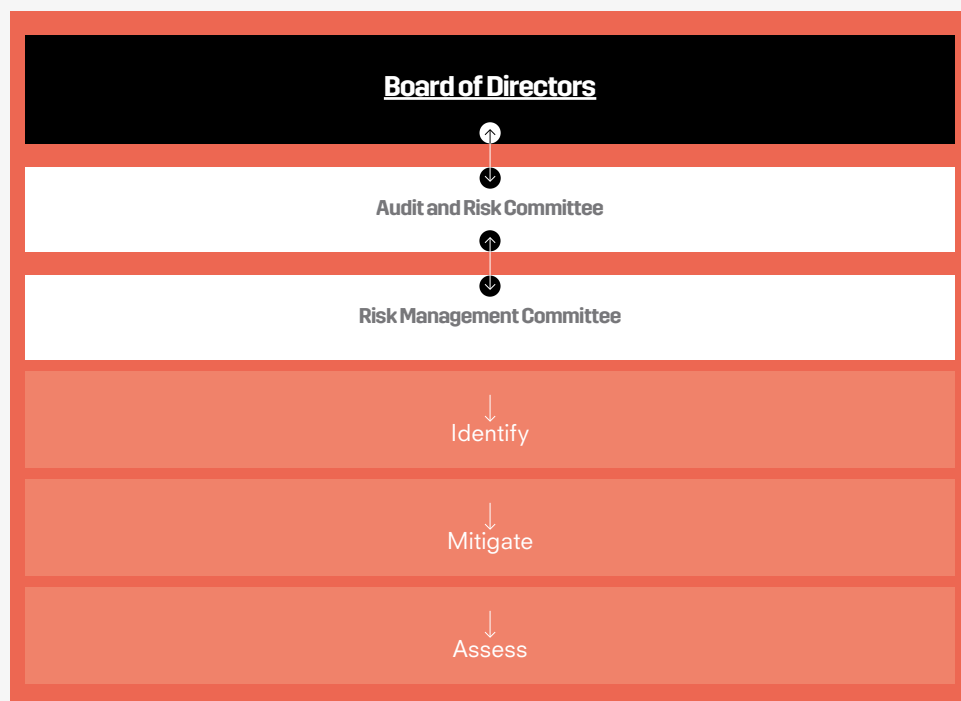 Board of Directors
Audit and Risk Committee
Risk Management Committee
Identify
Mitigate
Assess